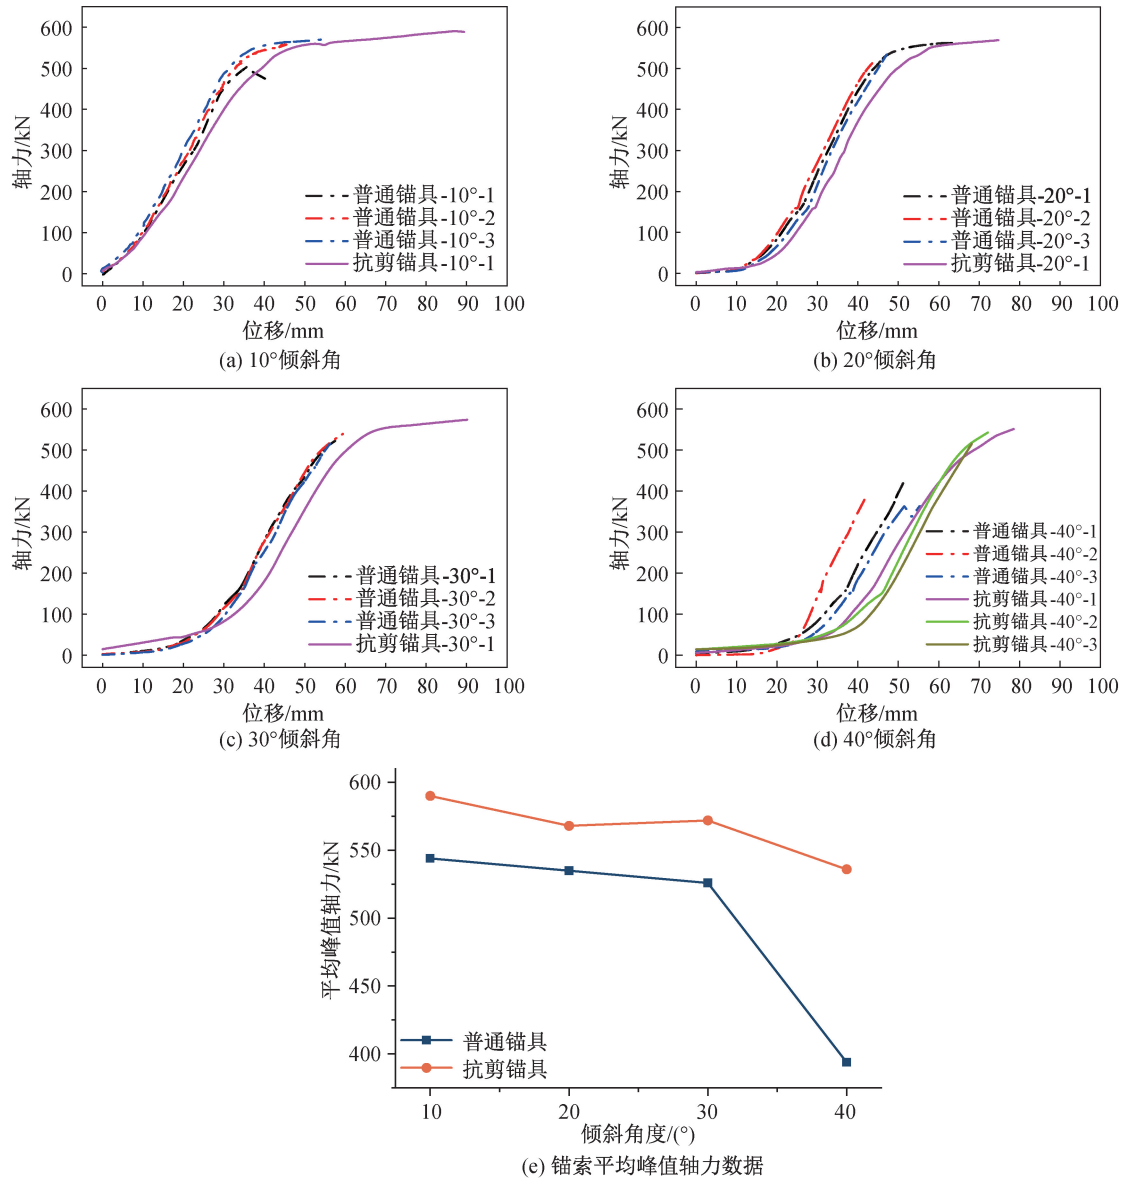 600
500
400
300
200
100
0
轴力/kN
普通锚具-10°-1
普通锚具-10°-2
普通锚具-10°-3
抗剪锚具-10°-1
0 10 20 30 40 50 60 70 80 90 100
位移/mm
(a) 10°倾斜角
600
500
400
300
200
100
0
轴力/kN
普通锚具-20°-1
普通锚具-20°-2
普通锚具-20°-3
抗剪锚具-20°-1
0 10 20 30 40 50 60 70 80 90 100
位移/mm
(b) 20°倾斜角
600
500
400
300
200
100
0
轴力/kN
普通锚具-30°-1
普通锚具-30°-2
普通锚具-30°-3
抗剪锚具-30°-1
0 10 20 30 40 50 60 70 80 90 100
位移/mm
(c) 30°倾斜角
600
500
400
300
200
100
0
轴力/kN
普通锚具-40°-1
普通锚具-40°-2
普通锚具-40°-3
抗剪锚具-40°-1
抗剪锚具-40°-2
抗剪锚具-40°-3
0 10 20 30 40 50 60 70 80 90 100
位移/mm
(d) 40°倾斜角
600
550
500
450
400
平均峰值轴力/kN
普通锚具
抗剪锚具
10 20 30 40
倾斜角度/(°)
(e) 锚索平均峰值轴力数据